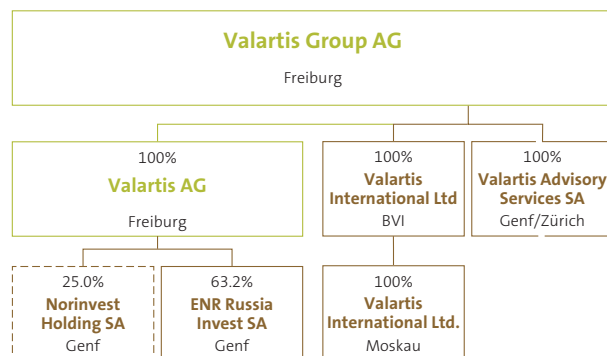 Valartis Group AG
Freiburg
100%
Valartis AG
Freiburg
100%
Valartis
International Ltd
BVI
100%
Valartis Advisory
Services SA
Genf/Zürich
25.0%
Norinvest
Holding SA
Genf
63.2%
ENR Russia
Invest SA
Genf
100%
Valartis
International Ltd.
Moskau